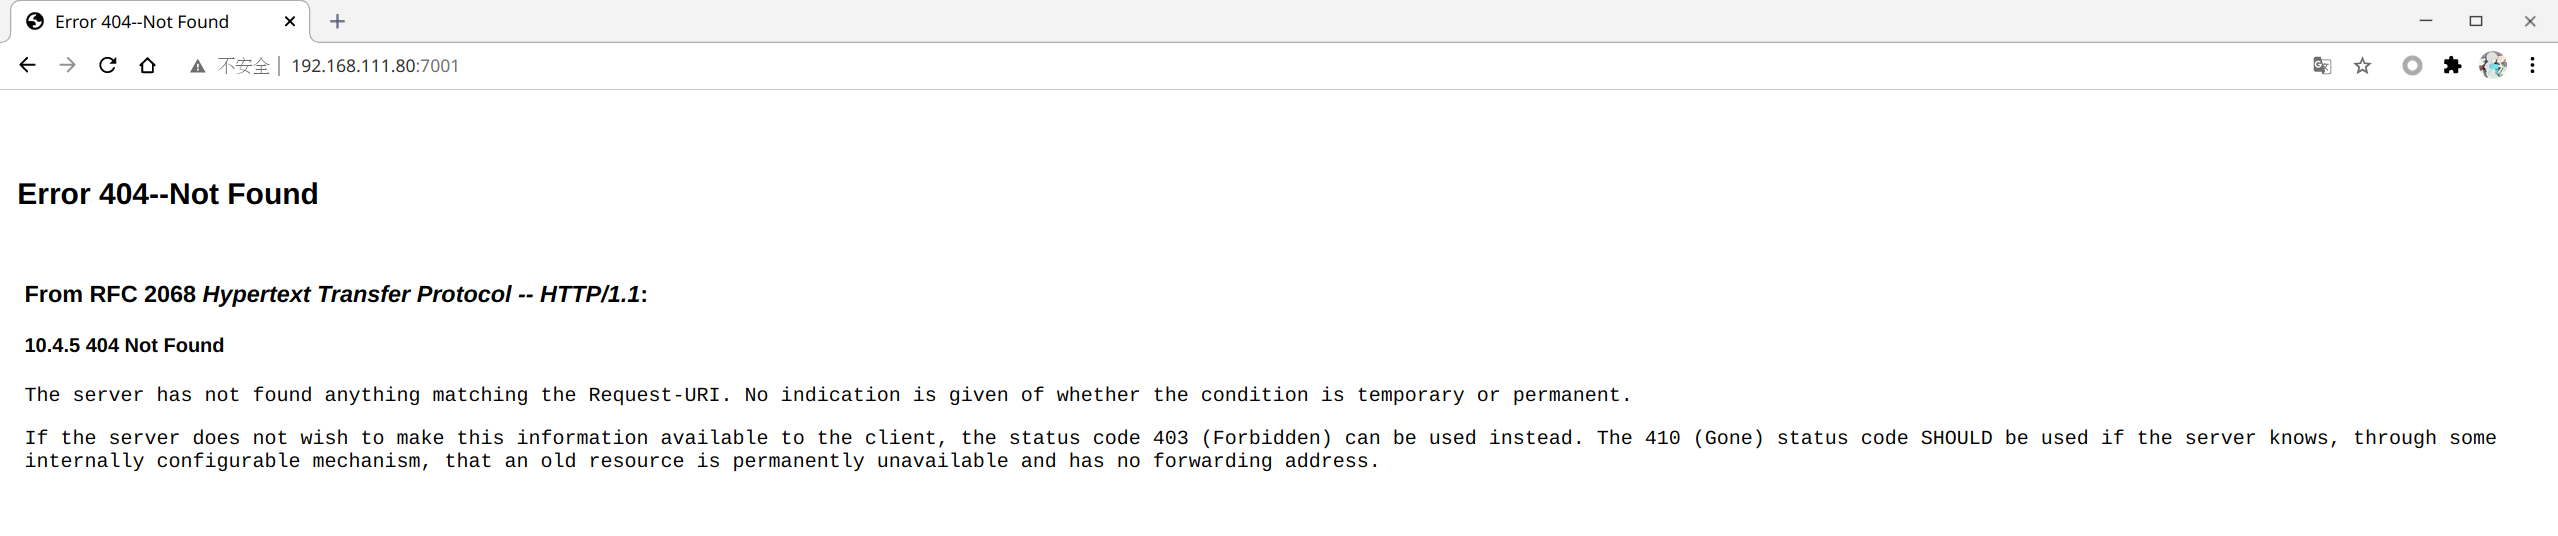 Error 404--Not Found
不安全 | 192.168.111.80:7001
Error 404--Not Found
From RFC 2068 Hypertext Transfer Protocol -- HTTP/1.1:
10.4.5 404 Not Found
The server has not found anything matching the Request-URI. No indication is given of whether the condition is temporary or permanent.
If the server does not wish to make this information available to the client, the status code 403 (Forbidden) can be used instead. The 410 (Gone) status code SHOULD be used if the server knows, through some
internally configurable mechanism, that an old resource is permanently unavailable and has no forwarding address.